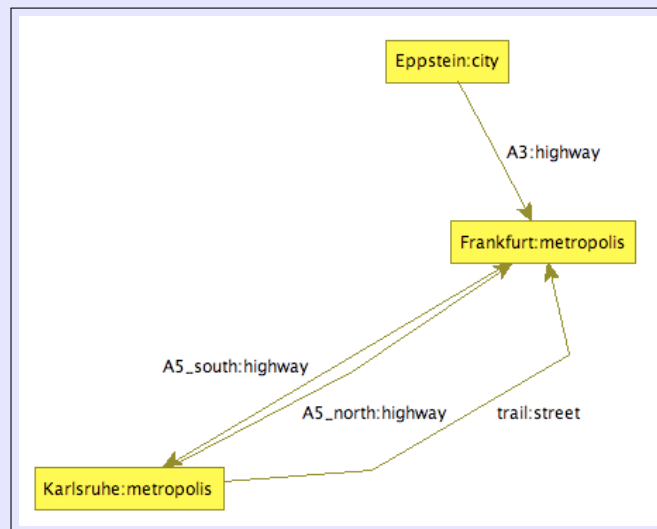 Eppstein:city
A3:highway
Frankfurt:metropolis
A5_south:highway
A5_north:highway
trail:street
Karlsruhe:metropolis